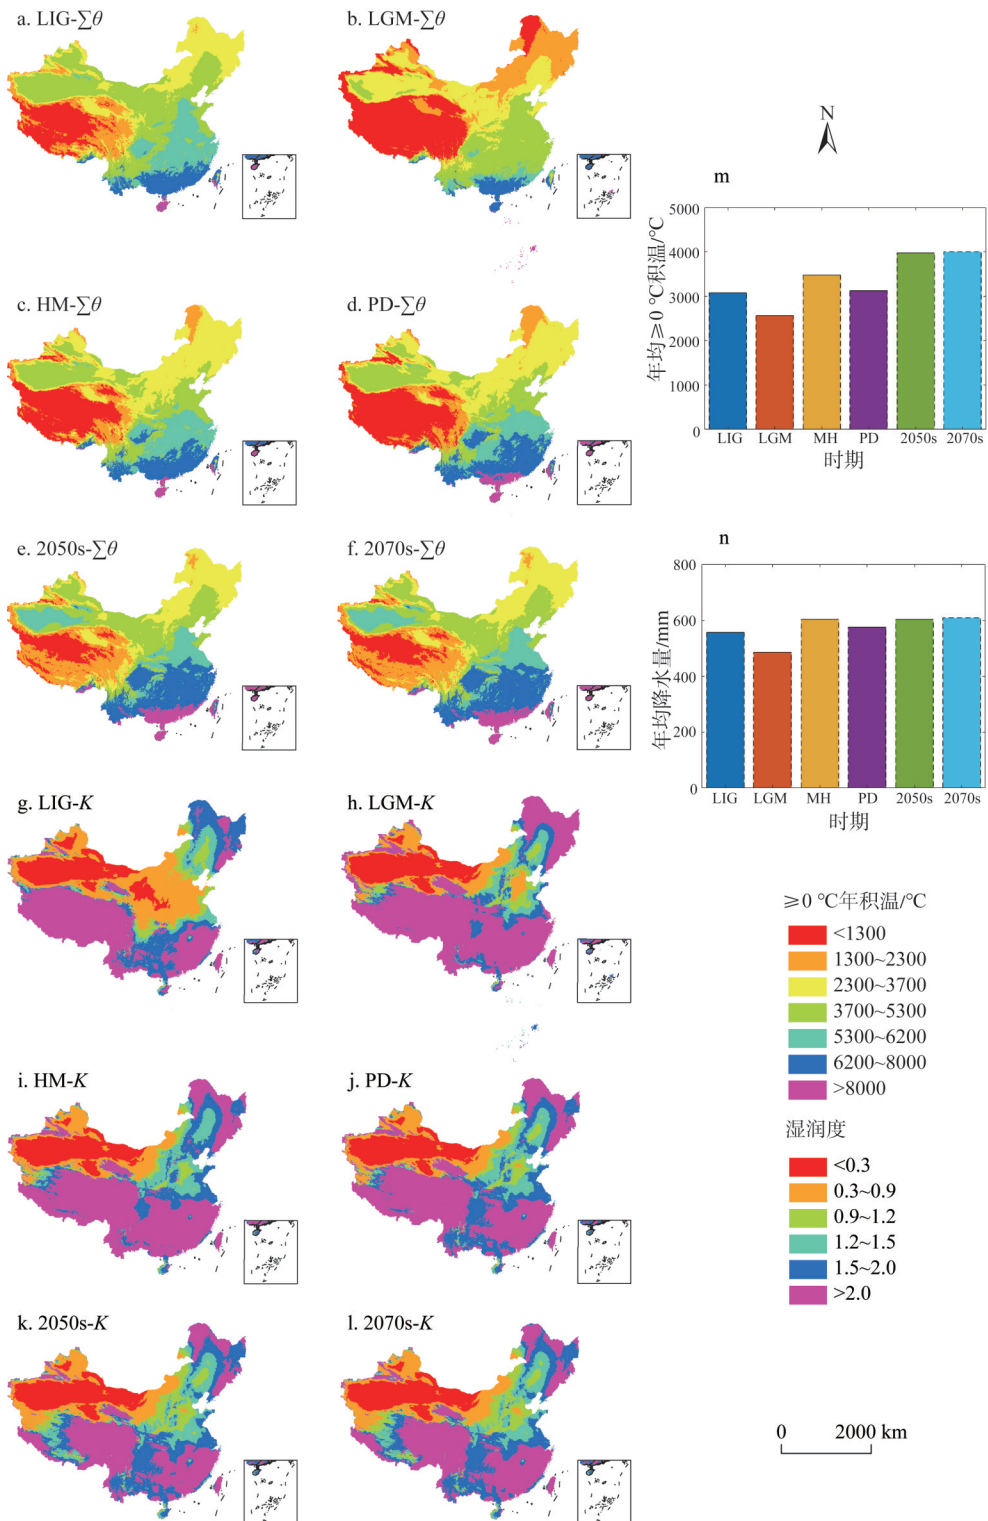 a. LIG-∑θ
b. LGM-∑θ
N
m
5000
4000
3000
2000
1000
0
年均≥0 ℃积温/℃
LIG LGM MH PD 2050s 2070s
时期
c. HM-∑θ
d. PD-∑θ
e. 2050s-∑θ
f. 2070s-∑θ
n
800
600
400
200
0
年均降水量/mm
LIG LGM MH PD 2050s 2070s
时期
g. LIG-K
h. LGM-K
≥0 ℃年积温/℃
<1300
1300~2300
2300~3700
3700~5300
5300~6200
6200~8000
>8000
i. HM-K
j. PD-K
湿润度
<0.3
0.3~0.9
0.9~1.2
1.2~1.5
1.5~2.0
>2.0
k. 2050s-K
l. 2070s-K
0 2000 km